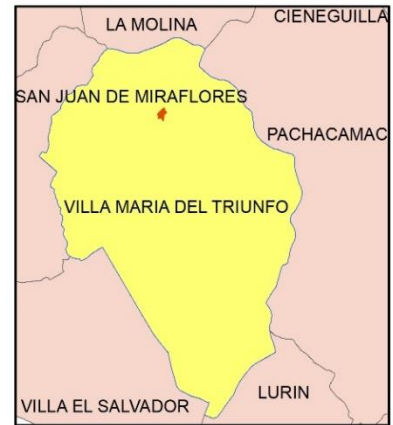 CIENEGUILLA
LA MOLINA
SAN JUAN DE MIRAFLORES
PACHACAMAC
VILLA MARIA DEL TRIUNFO
LURIN
VILLA EL SALVADOR